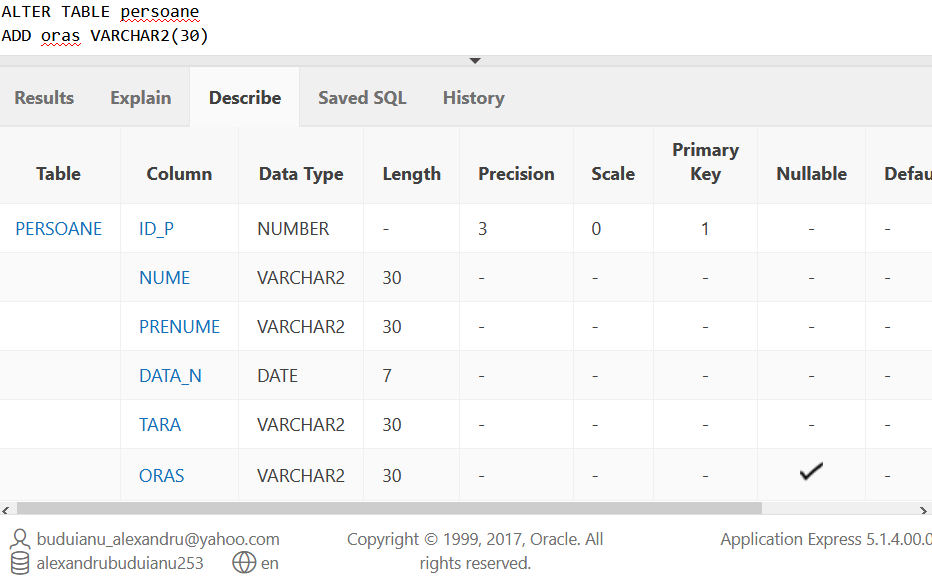 ALTER TABLE persoane
ADD oras VARCHAR2(30)
Results Explain Describe Saved SQL History
Table Column Data Type Length Precision Scale Primary Key Nullable Defau
PERSOANE ID_P NUMBER - 3 0 1 - -
NUME VARCHAR2 30 - - - - -
PRENUME VARCHAR2 30 - - - - -
DATA_N DATE 7 - - - - -
TARA VARCHAR2 30 - - - - -
ORAS VARCHAR2 30 - - - ✓ -
buduianu_alexandru@yahoo.com Copyright © 1999, 2017, Oracle. All Application Express 5.1.4.00.0
alexandrubuduianu253 en rights reserved.